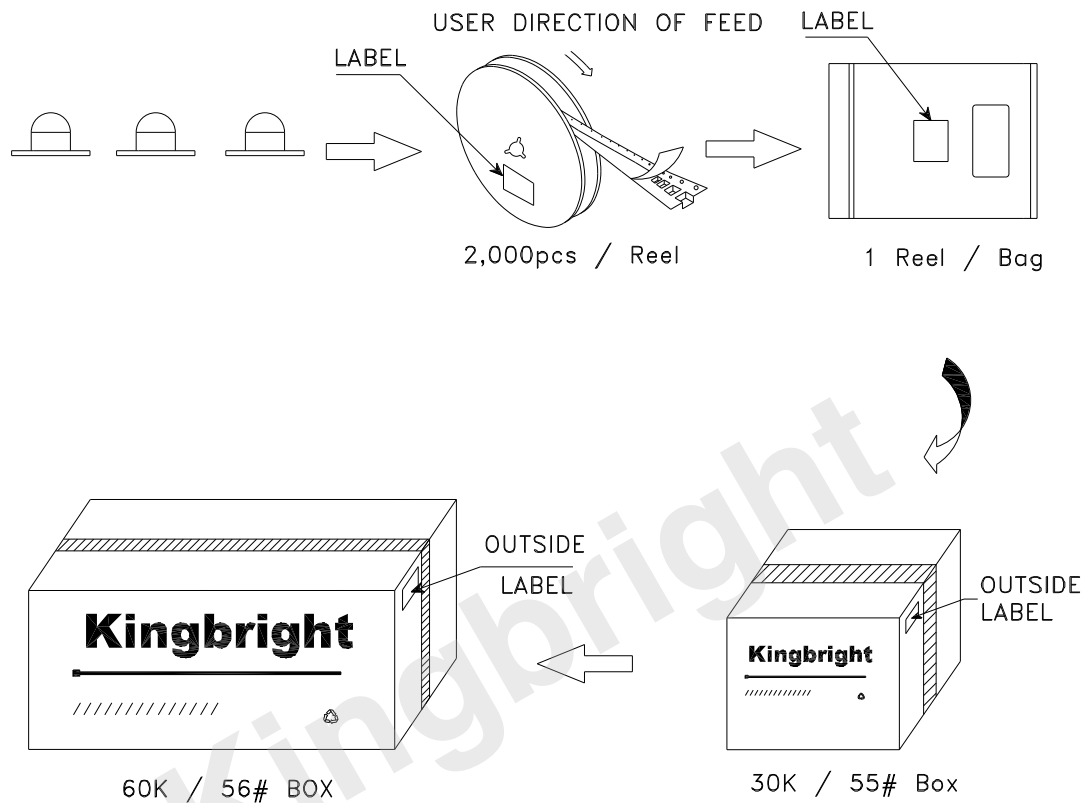 USER DIRECTION OF FEED
LABEL
LABEL
2,000pcs / Reel
1 Reel / Bag
OUTSIDE
LABEL
OUTSIDE
LABEL
Kingbright
Kingbright
Kingbright
60K / 56# BOX
30K / 55# Box